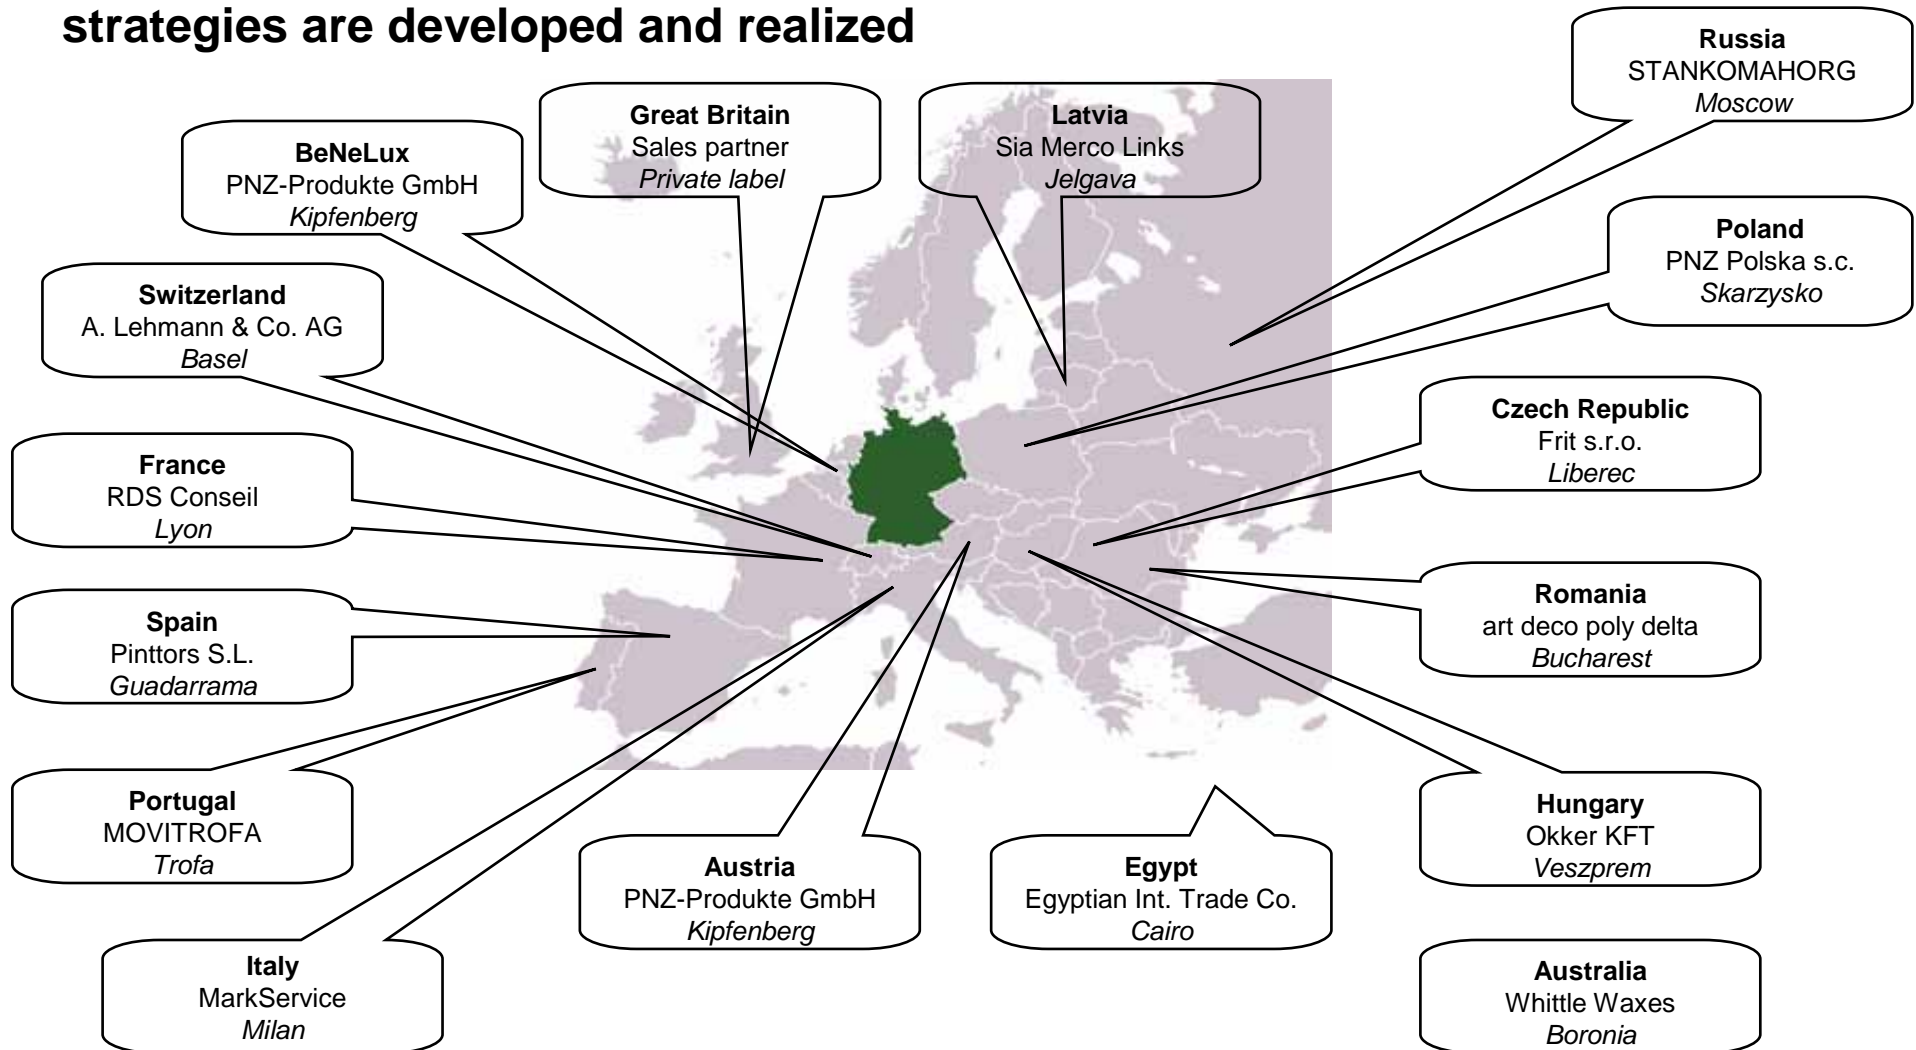 strategies are developed and realized
Russia
STANKOMAHORG
Moscow
Great Britain
Sales partner
Private label
Latvia
Sia Merco Links
Jelgava
BeNeLux
PNZ-Produkte GmbH
Kipfenberg
Poland
PNZ Polska s.c.
Skarzysko
Switzerland
A. Lehmann & Co. AG
Basel
Czech Republic
Frit s.r.o.
Liberec
France
RDS Conseil
Lyon
Romania
art deco poly delta
Bucharest
Spain
Pinttors S.L.
Guadarrama
Portugal
MOVITROFA
Trofa
Hungary
Okker KFT
Veszprem
Austria
PNZ-Produkte GmbH
Kipfenberg
Egypt
Egyptian Int. Trade Co.
Cairo
Italy
MarkService
Milan
Australia
Whittle Waxes
Boronia